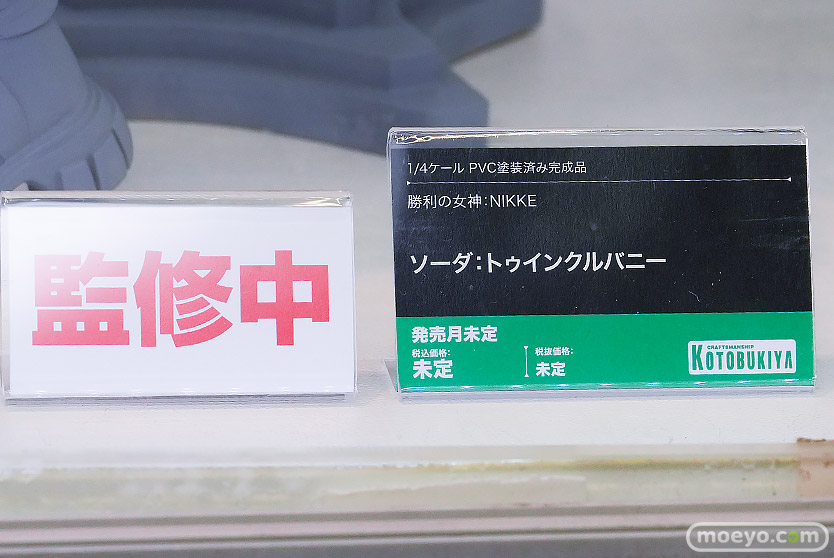 監修中
1/4ケール PVC塗装済み完成品
勝利の女神:NIKKE
ソーダ:トゥインクルバニー
発売月未定
税込価格:
未定
税抜価格:
未定
CRAFTSMANSHIP
KOTOBUKIYA
moeyo.com